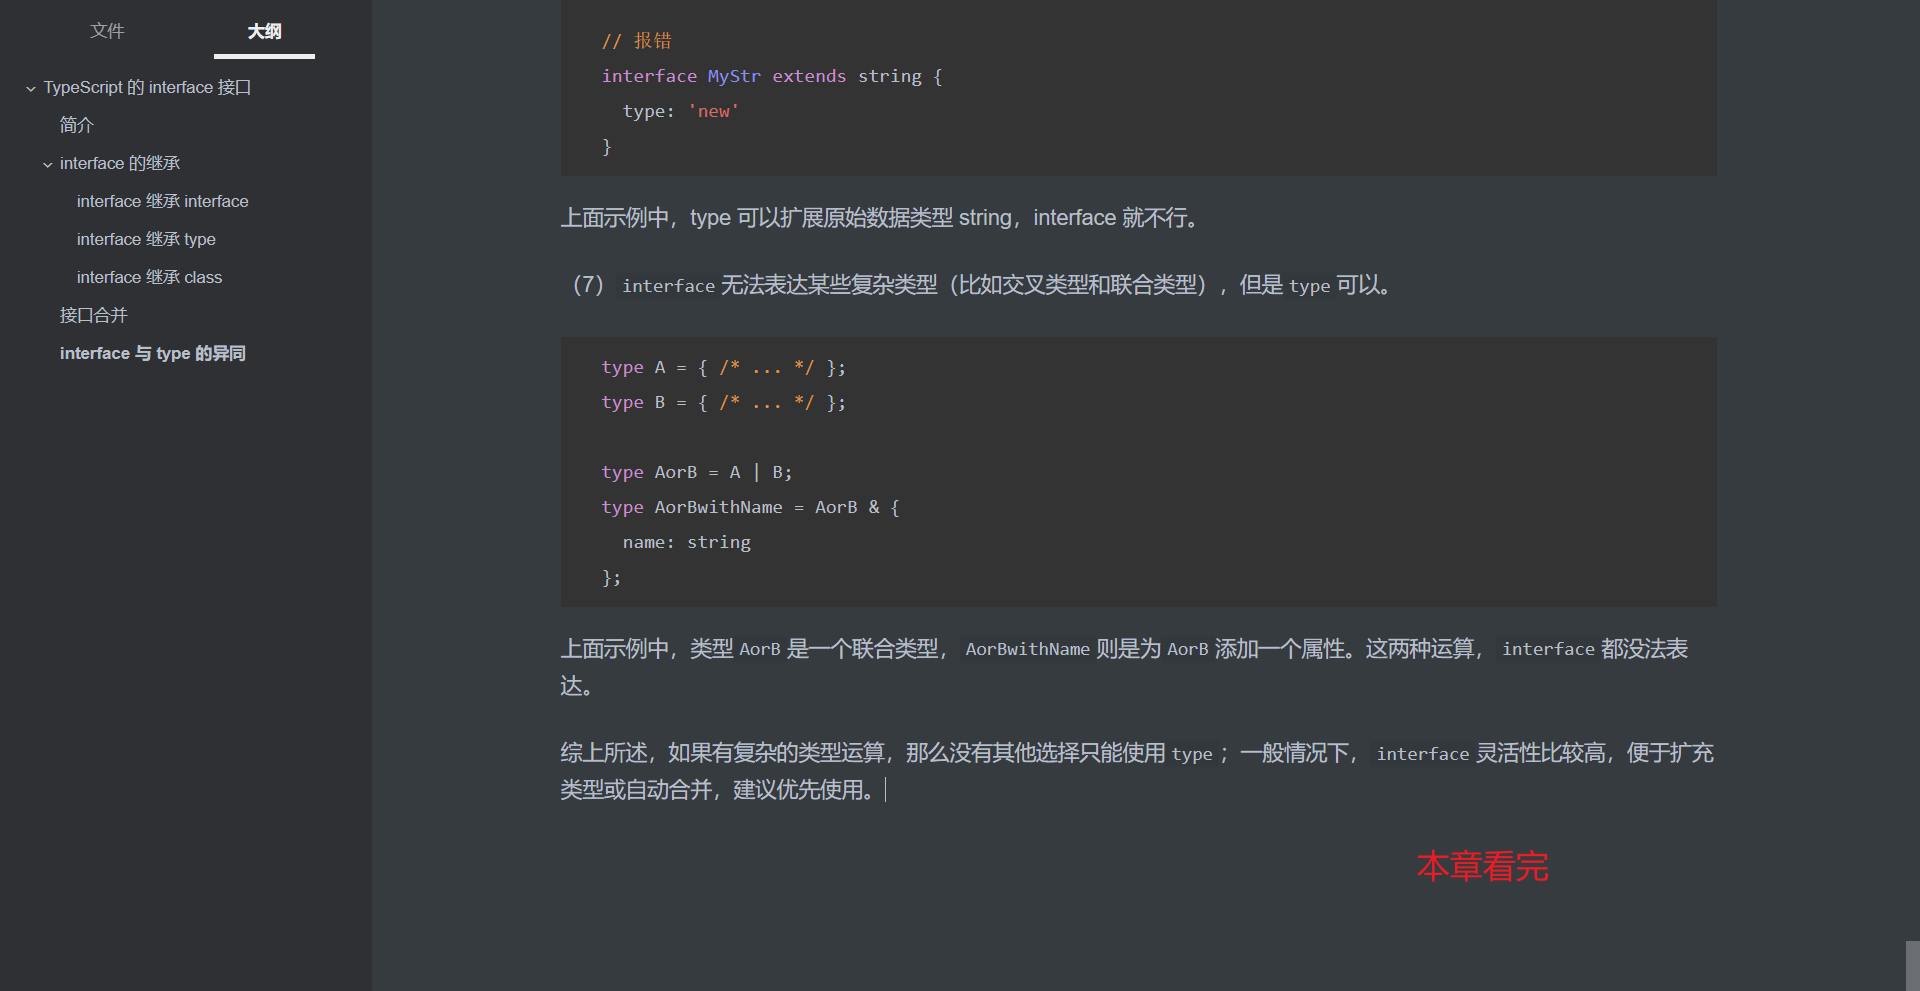 文件
大纲
TypeScript 的 interface 接口
简介
interface 的继承
interface 继承 interface
interface 继承 type
interface 继承 class
接口合并
interface 与 type 的异同
// 报错
interface MyStr extends string {
  type: 'new'
}
上面示例中，type 可以扩展原始数据类型 string，interface 就不行。
（7） interface 无法表达某些复杂类型（比如交叉类型和联合类型），但是 type 可以。
type A = { /* ... */ };
type B = { /* ... */ };
type AorB = A | B;
type AorBwithName = AorB & {
  name: string
};
上面示例中，类型 AorB 是一个联合类型， AorBwithName 则是为 AorB 添加一个属性。这两种运算， interface 都没法表
达。
综上所述，如果有复杂的类型运算，那么没有其他选择只能使用 type ；一般情况下， interface 灵活性比较高，便于扩充
类型或自动合并，建议优先使用。
本章看完